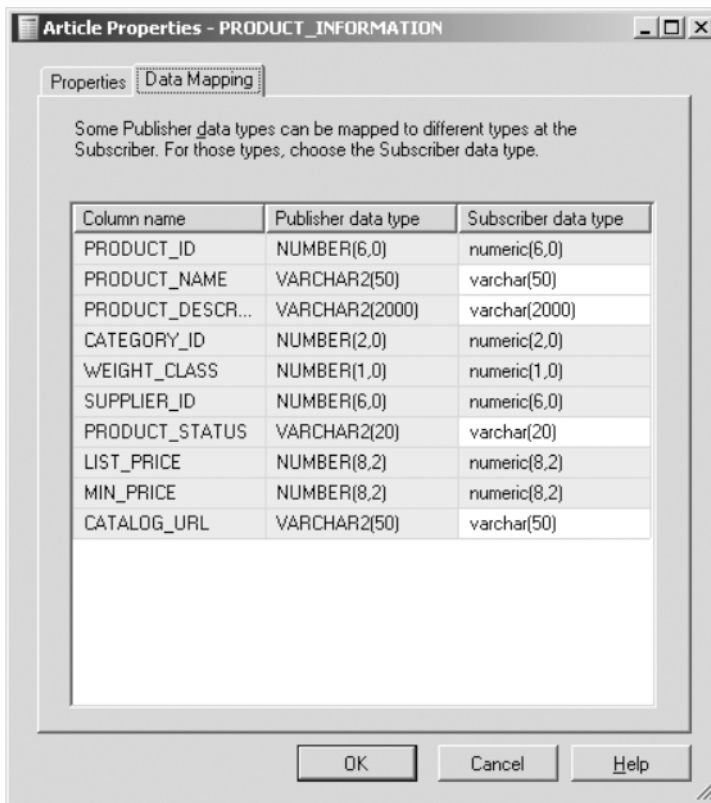 Article Properties - PRODUCT_INFORMATION
Properties Data Mapping
Some Publisher data types can be mapped to different types at the
Subscriber. For those types, choose the Subscriber data type.
Column name Publisher data type Subscriber data type
PRODUCT_ID NUMBER(6,0) numeric(6,0)
PRODUCT_NAME VARCHAR2(50) varchar(50)
PRODUCT_DESCR... VARCHAR2(2000) varchar(2000)
CATEGORY_ID NUMBER(2,0) numeric(2,0)
WEIGHT_CLASS NUMBER(1,0) numeric(1,0)
SUPPLIER_ID NUMBER(6,0) numeric(6,0)
PRODUCT_STATUS VARCHAR2(20) varchar(20)
LIST_PRICE NUMBER(8,2) numeric(8,2)
MIN_PRICE NUMBER(8,2) numeric(8,2)
CATALOG_URL VARCHAR2(50) varchar(50)
OK Cancel Help